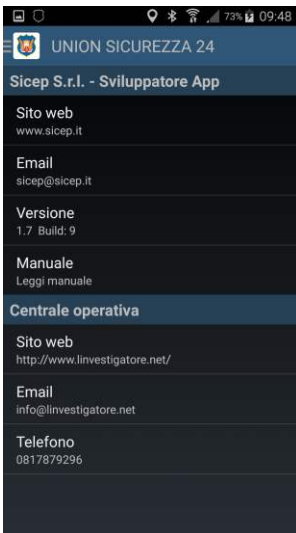 73% 09:48
UNION SICUREZZA 24
Sicep S.r.l. - Sviluppatore App
Sito web
www.sicep.it
Email
sicep@sicep.it
Versione
1.7 Build: 9
Manuale
Leggi manuale
Centrale operativa
Sito web
http://www.linvestigatore.net/
Email
info@linvestigatore.net
Telefono
0817879296